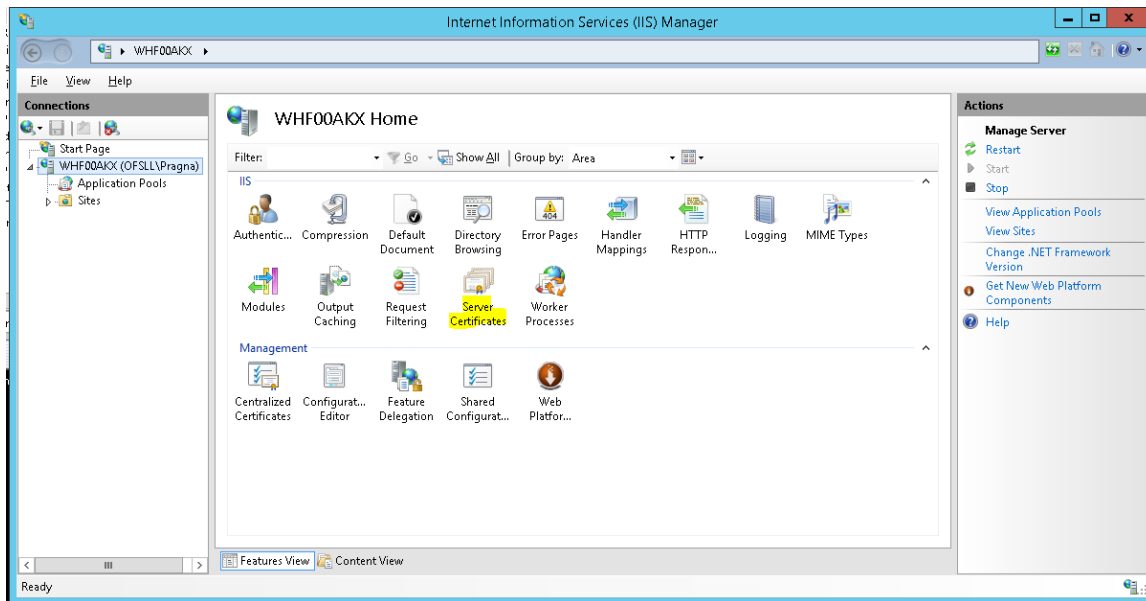 Internet Information Services (IIS) Manager
WHF00AKX
File View Help
Connections
Start Page
WHF00AKX (OFSLL\Pragna)
Application Pools
Sites
WHF00AKX Home
Filter: Go Show All Group by: Area
IIS
Authentic... Compression Default Document Directory Browsing Error Pages Handler Mappings HTTP Respon... Logging MIME Types
404
Modules Output Caching Request Filtering Server Certificates Worker Processes
Management
Centralized Certificates Configurat... Editor Feature Delegation Shared Configurat... Web Platfor...
Features View Content View
Actions
Manage Server
Restart
Start
Stop
View Application Pools
View Sites
Change .NET Framework
Version
Get New Web Platform
Components
Help
Ready